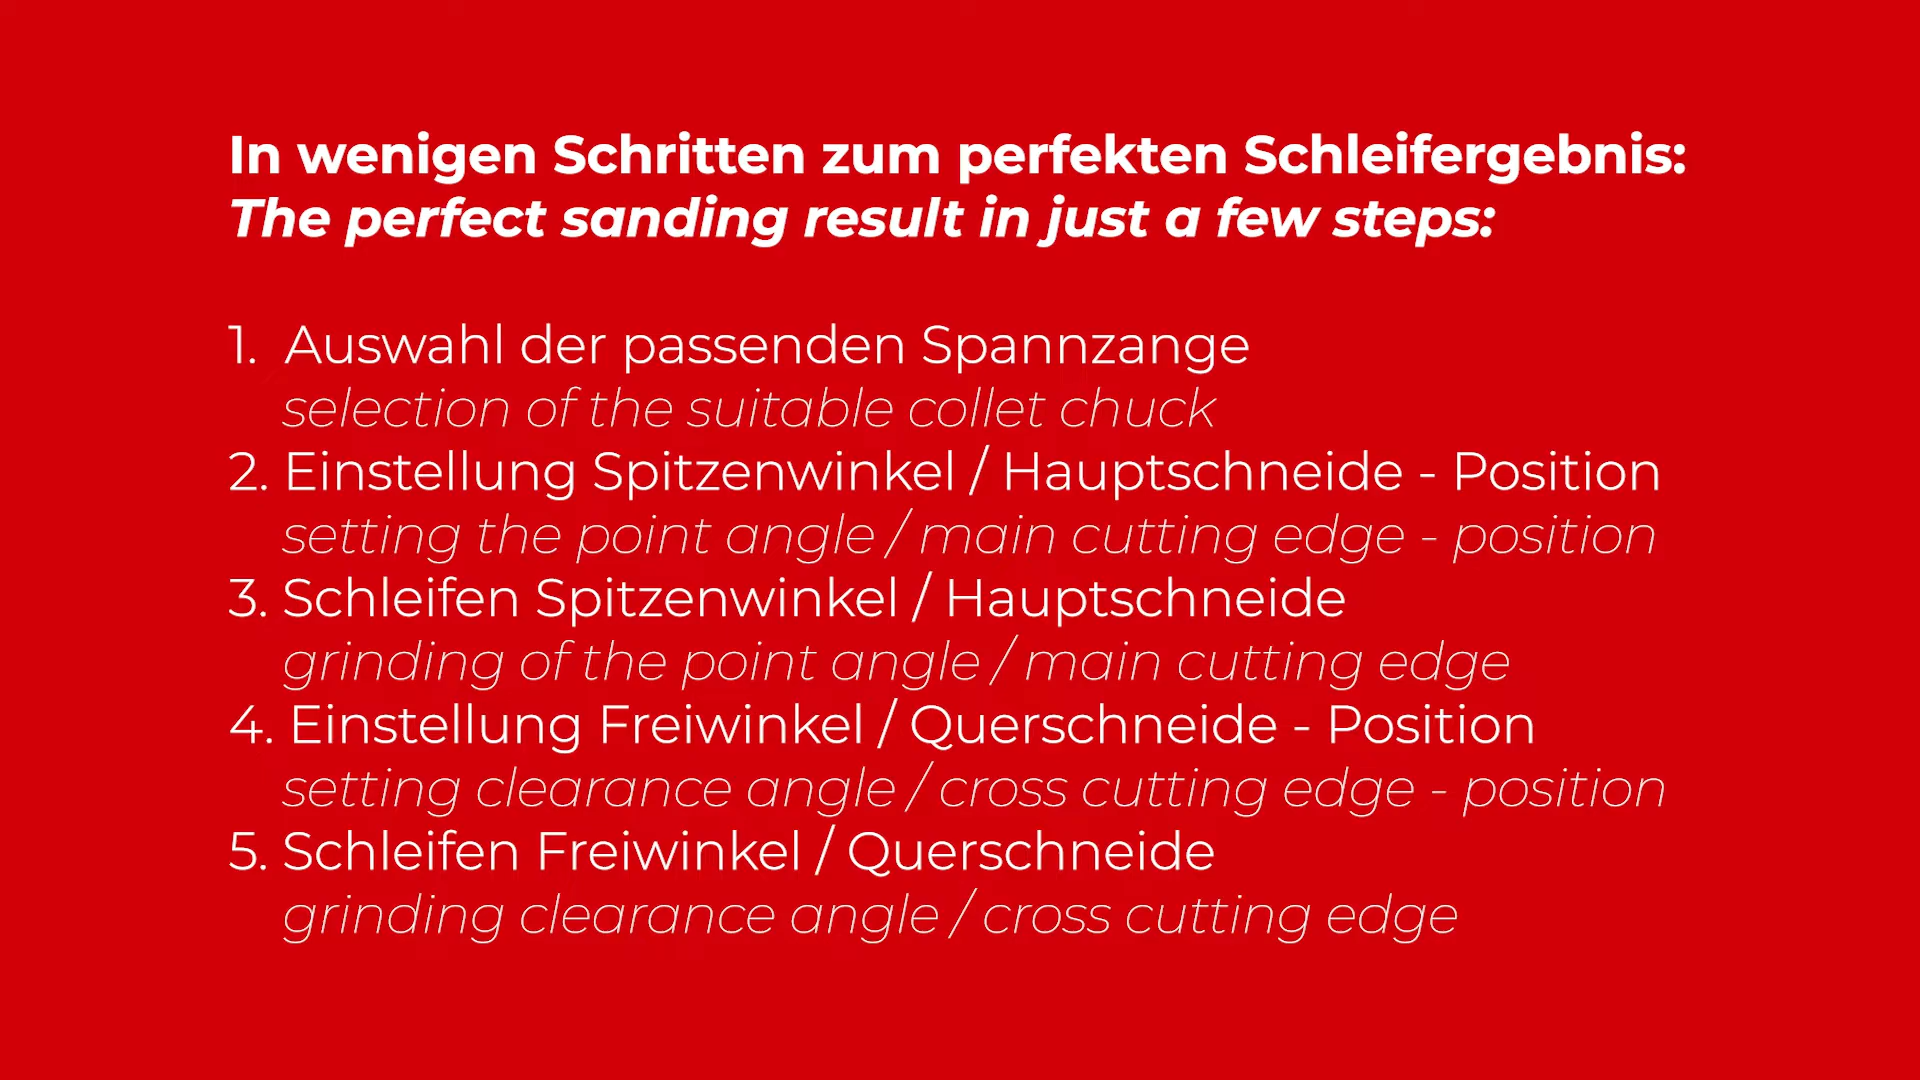 In wenigen Schritten zum perfekten Schleifergebnis:
The perfect sanding result in just a few steps:
1. Auswahl der passenden Spannzange
selection of the suitable collet chuck
2. Einstellung Spitzenwinkel / Hauptschneide - Position
setting the point angle / main cutting edge - position
3. Schleifen Spitzenwinkel / Hauptschneide
grinding of the point angle / main cutting edge
4. Einstellung Freiwinkel / Querschneide - Position
setting clearance angle / cross cutting edge - position
5. Schleifen Freiwinkel / Querschneide
grinding clearance angle / cross cutting edge